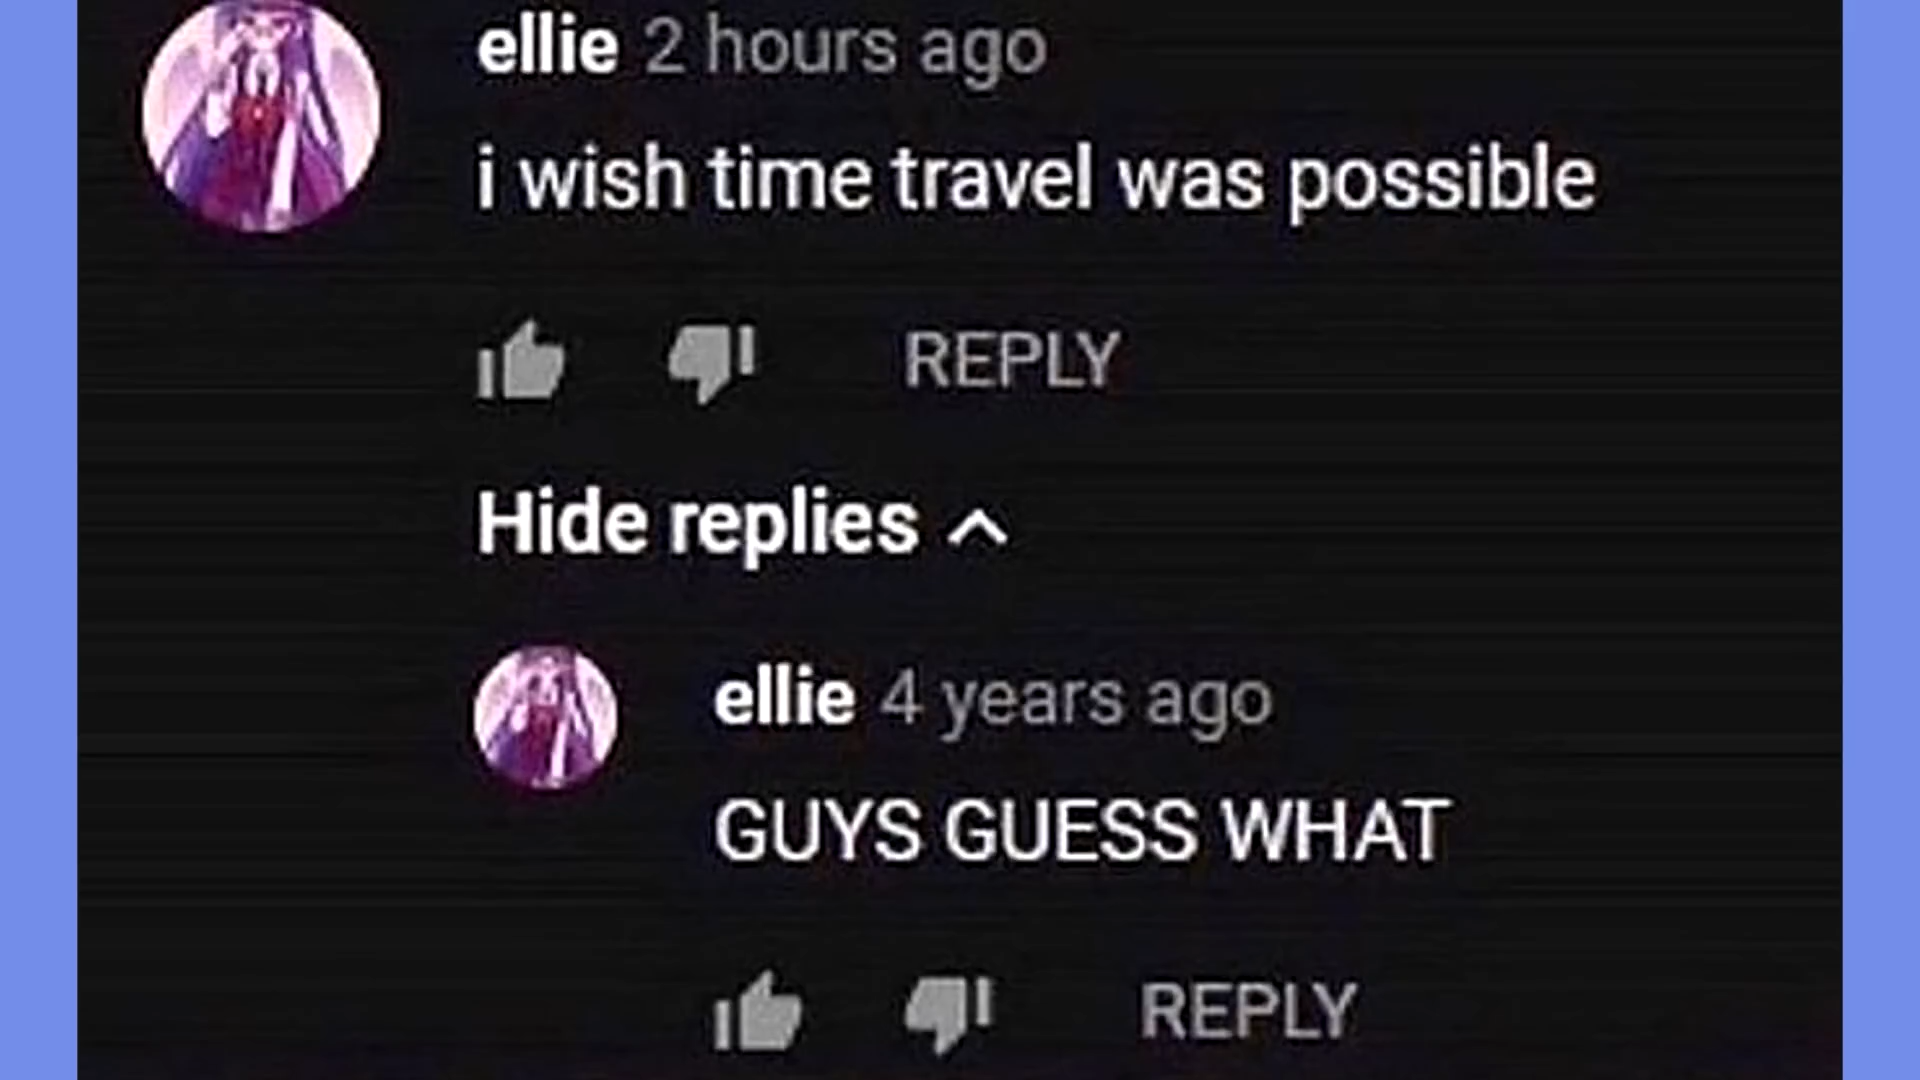 ellie 2 hours ago
i wish time travel was possible
REPLY
Hide replies
ellie 4 years ago
GUYS GUESS WHAT
REPLY